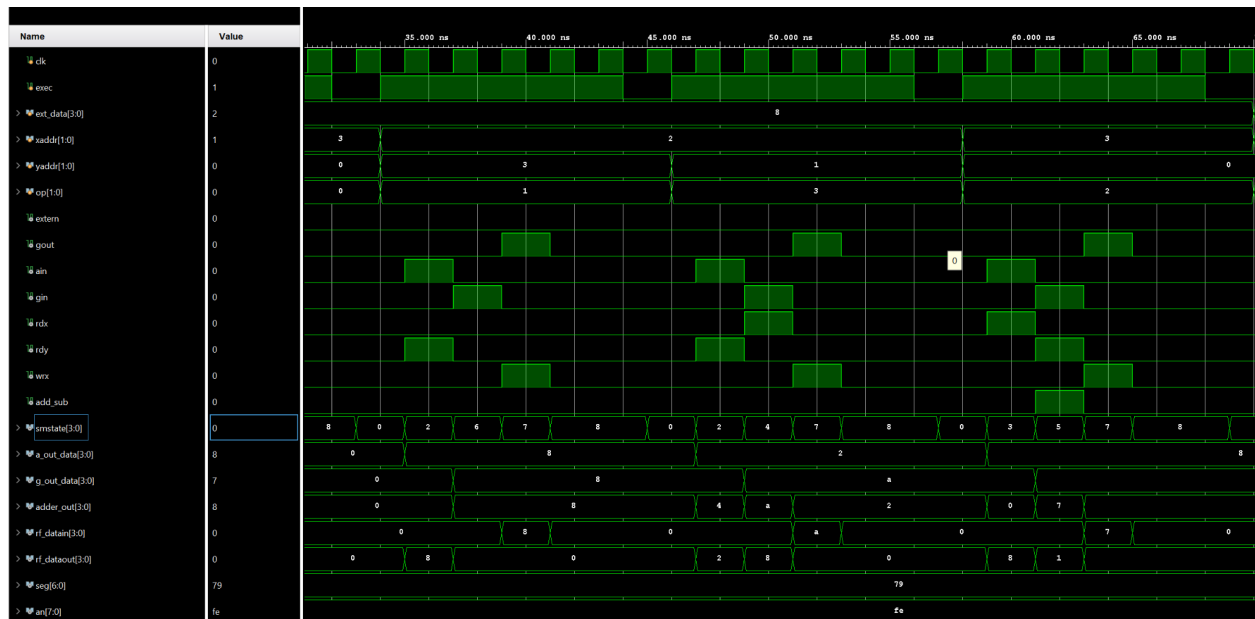 Name Value 35.000 ns 40.000 ns 45.000 ns 50.000 ns 55.000 ns 60.000 ns 65.000 ns
clk 0
exec 1
ext_data[3:0] 2 8
xaddr[1:0] 1 3 2 3
yaddr[1:0] 0 0 3 1 0
op[1:0] 0 0 1 3 2
extern 0
gout 0
ain 0 0
gin 0
rdx 0
rdy 0
wrx 0
add_sub 0
smstate[3:0] 0 8 0 2 6 7 8 0 2 4 7 8 0 3 5 7 8
a_out_data[3:0] 8 0 8 2 8
g_out_data[3:0] 7 0 8 a
adder_out[3:0] 8 0 8 4 a 2 0 7
rf_datain[3:0] 0 0 8 0 a 0 7 0
rf_dataout[3:0] 0 0 8 0 2 8 0 8 1
seg[6:0] 79 79
an[7:0] fe fe